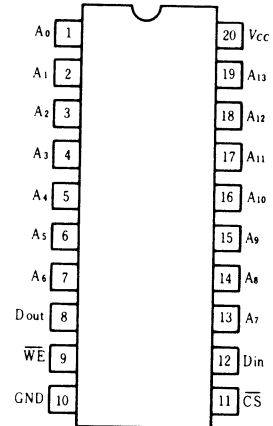 A0 1 20 Vcc
A1 2 19 A13
A2 3 18 A12
A3 4 17 A11
A4 5 16 A10
A5 6 15 A9
A6 7 14 A8
Dout 8 13 A7
W̅E̅ 9 12 Din
GND 10 11 C̅S̅